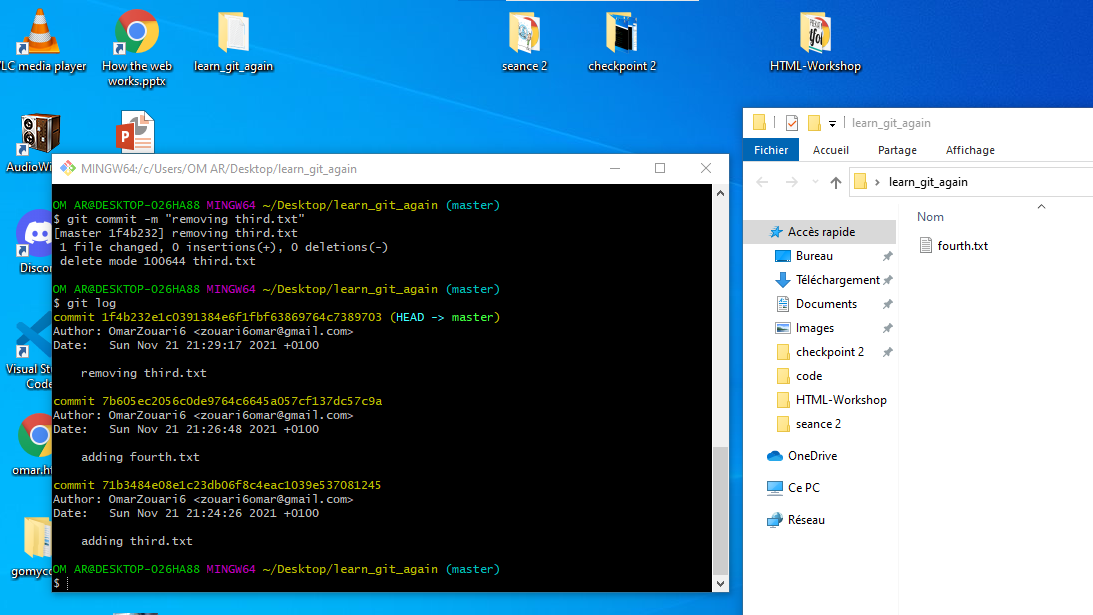 LC media player
How the web
works.pptx
learn_git_again
seance 2
checkpoint 2
HTML-Workshop
AudioWi
Discor
Visual Stu
Code
omar.ht
gomyco
MINGW64:/c/Users/OM AR/Desktop/learn_git_again
OM AR@DESKTOP-O26HA88 MINGW64 ~/Desktop/learn_git_again (master)
$ git commit -m "removing third.txt"
[master 1f4b232] removing third.txt
1 file changed, 0 insertions(+), 0 deletions(-)
delete mode 100644 third.txt
OM AR@DESKTOP-O26HA88 MINGW64 ~/Desktop/learn_git_again (master)
$ git log
commit 1f4b232e1c0391384e6f1fbf63869764c7389703 (HEAD -> master)
Author: OmarZouari6 <zouari6omar@gmail.com>
Date:   Sun Nov 21 21:29:17 2021 +0100
removing third.txt
commit 7b605ec2056c0de9764c6645a057cf137dc57c9a
Author: OmarZouari6 <zouari6omar@gmail.com>
Date:   Sun Nov 21 21:26:48 2021 +0100
adding fourth.txt
commit 71b3484e08e1c23db06f8c4eac1039e537081245
Author: OmarZouari6 <zouari6omar@gmail.com>
Date:   Sun Nov 21 21:24:26 2021 +0100
adding third.txt
OM AR@DESKTOP-O26HA88 MINGW64 ~/Desktop/learn_git_again (master)
$
learn_git_again
Fichier Accueil Partage Affichage
learn_git_again
Nom
fourth.txt
Accès rapide
Bureau
Téléchargement
Documents
Images
checkpoint 2
code
HTML-Workshop
seance 2
OneDrive
Ce PC
Réseau